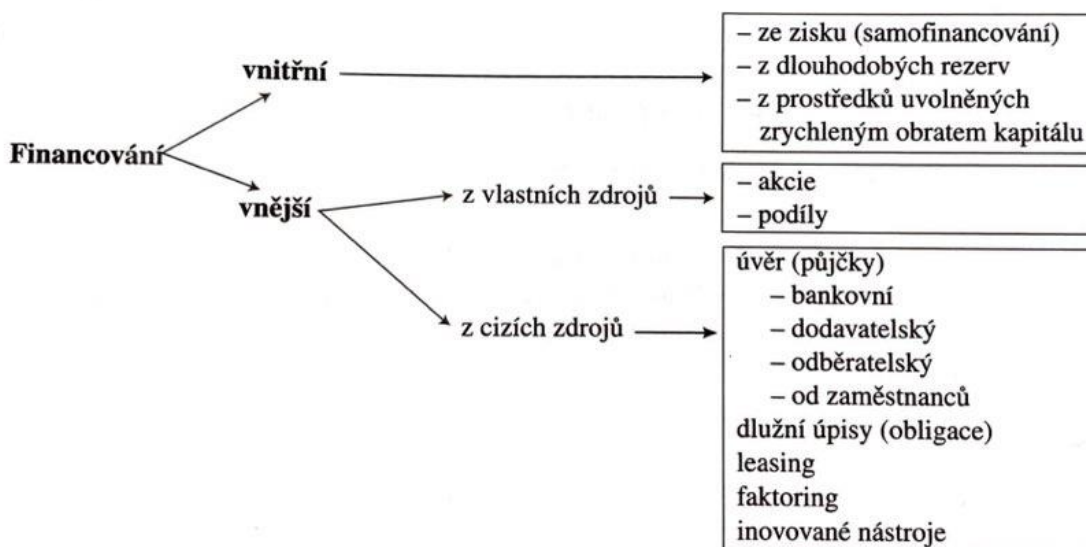 Financování
vnitřní
– ze zisku (samofinancování)
– z dlouhodobých rezerv
– z prostředků uvolněných
zrychleným obratem kapitálu
vnější
z vlastních zdrojů
– akcie
– podíly
z cizích zdrojů
úvěr (půjčky)
– bankovní
– dodavatelský
– odběratelský
– od zaměstnanců
dlužní úpisy (obligace)
leasing
faktoring
inovované nástroje